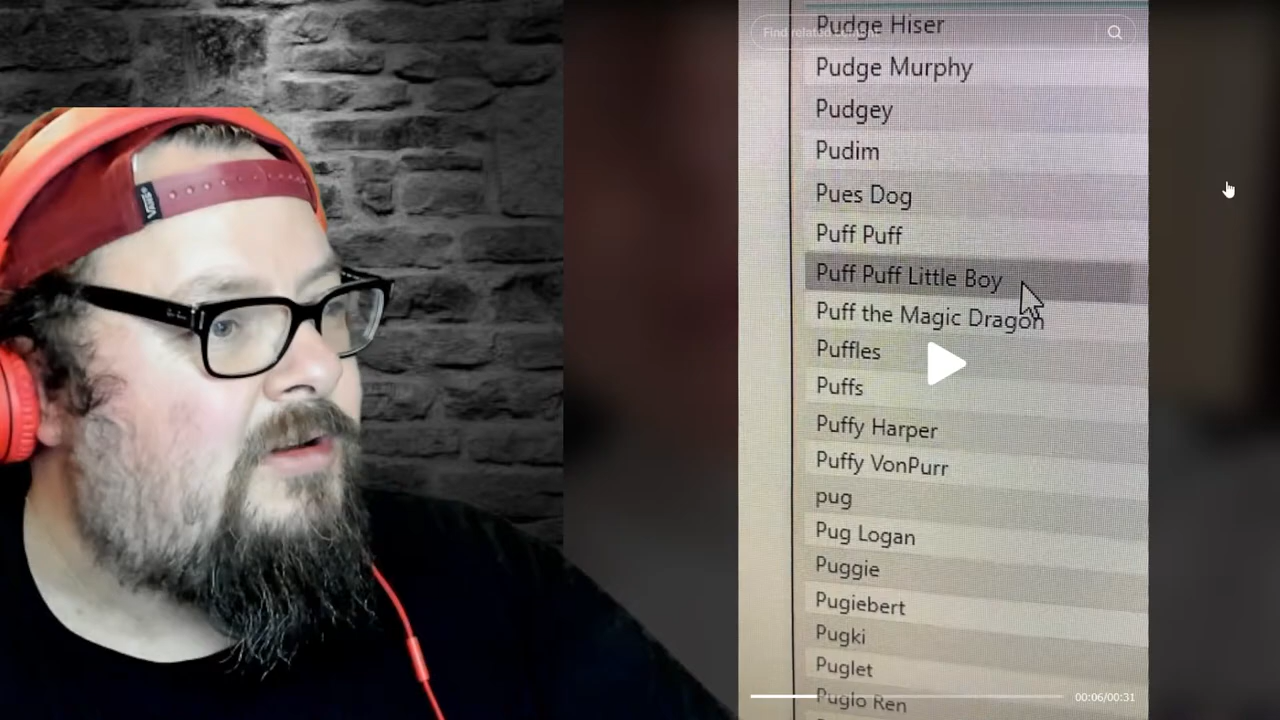 Pudge Hiser
Pudge Murphy
Pudgey
Pudim
Pues Dog
Puff Puff
Puff Puff Little Boy
Puff the Magic Dragon
Puffles
Puffs
Puffy Harper
Puffy VonPurr
pug
Pug Logan
Puggie
Pugiebert
Pugki
Puglet
Puglo Ren
00:06/00:31